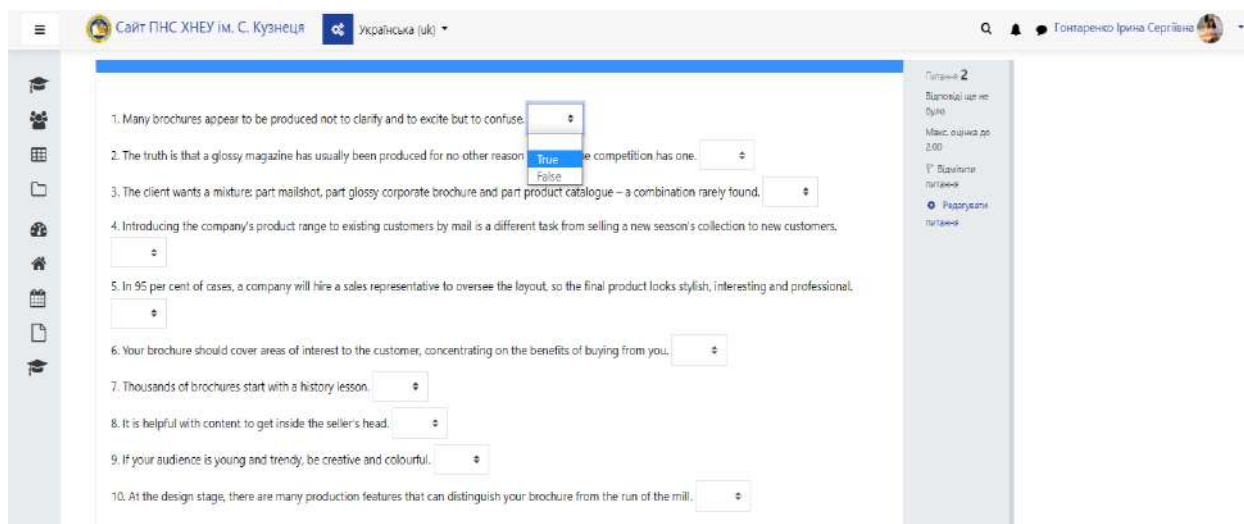 Сайт ПНС ХНЕУ ім. С. Кузнеця Українська (uk) Гонтаренко Ірина Сергіївна
Питання 2
Відповіді ще не було
Макс. оцінка до 2.00
Відмітити питання
Редагувати питання
1. Many brochures appear to be produced not to clarify and to excite but to confuse.
True
False
2. The truth is that a glossy magazine has usually been produced for no other reason e competition has one.
3. The client wants a mixture: part mailshot, part glossy corporate brochure and part product catalogue – a combination rarely found.
4. Introducing the company's product range to existing customers by mail is a different task from selling a new season's collection to new customers.
5. In 95 per cent of cases, a company will hire a sales representative to oversee the layout, so the final product looks stylish, interesting and professional.
6. Your brochure should cover areas of interest to the customer, concentrating on the benefits of buying from you.
7. Thousands of brochures start with a history lesson.
8. It is helpful with content to get inside the seller's head.
9. If your audience is young and trendy, be creative and colourful.
10. At the design stage, there are many production features that can distinguish your brochure from the run of the mill.